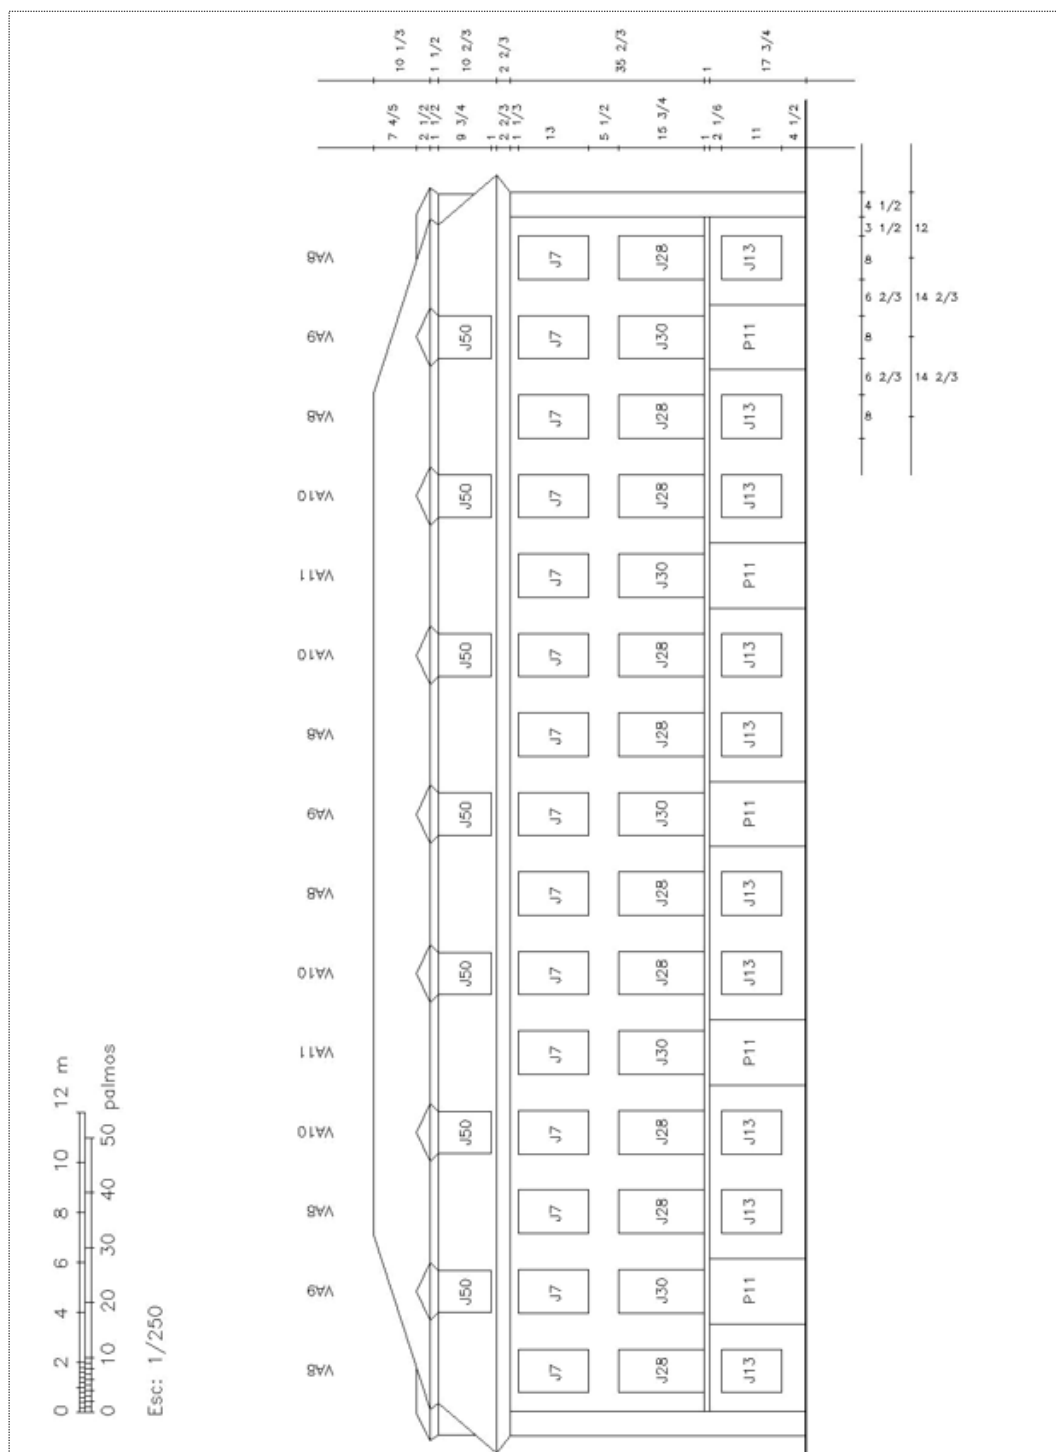 0 2 4 6 8 10 12 m
0 10 20 30 40 50 palmos
Esc: 1/250
VA8 VA9 VA8 VA10 VA11 VA10 VA8 VA9 VA8 VA10 VA11 VA10 VA8 VA9 VA8
J50 J50 J50 J50 J50 J50 J50
J7 J7 J7 J7 J7 J7 J7 J7 J7 J7 J7 J7 J7 J7 J7
J28 J30 J28 J28 J30 J28 J28 J30 J28 J28 J30 J28 J28 J30 J28
J13 P11 J13 J13 P11 J13 J13 P11 J13 J13 P11 J13 J13 P11 J13
7 4/5
2 1/2
1 1/2
9 3/4
1
2 2/3
1 1/3
13
5 1/2
15 3/4
1
2 1/6
11
4 1/2
10 1/3
1 1/2
10 2/3
2 2/3
35 2/3
1
17 3/4
8 6 2/3 8 6 2/3 8 3 1/2 4 1/2
14 2/3 14 2/3 12